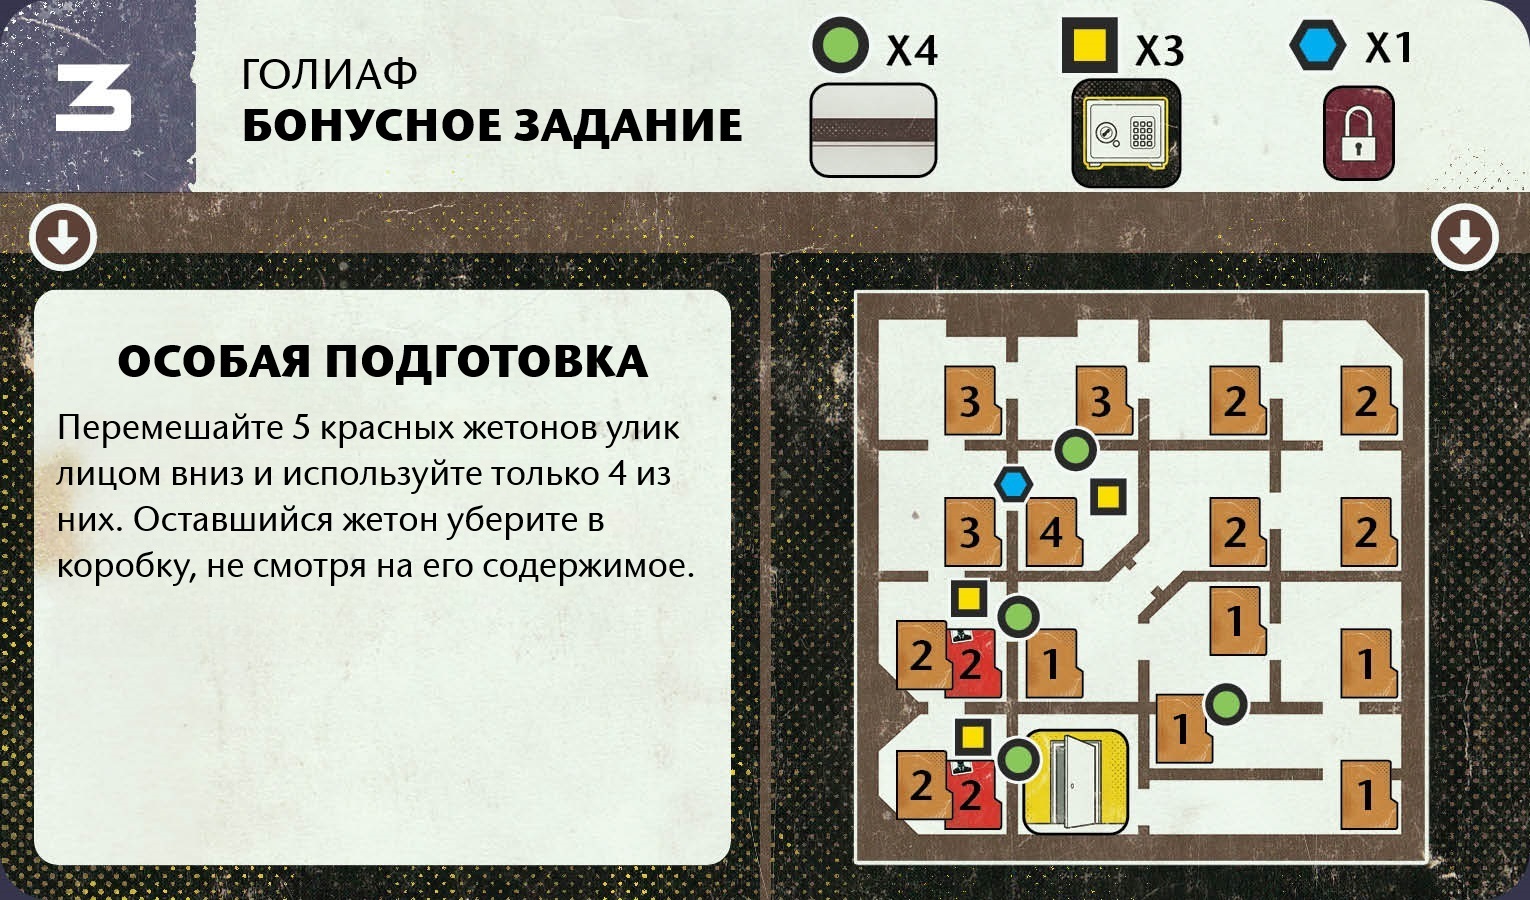 3
ГОЛИАФ
БОНУСНОЕ ЗАДАНИЕ
X4
X3
X1
ОСОБАЯ ПОДГОТОВКА
Перемешайте 5 красных жетонов улик
лицом вниз и используйте только 4 из
них. Оставшийся жетон уберите в
коробку, не смотря на его содержимое.
3 3 2 2
3 4 2 2
1
2 2 1 1
1
2 2 1